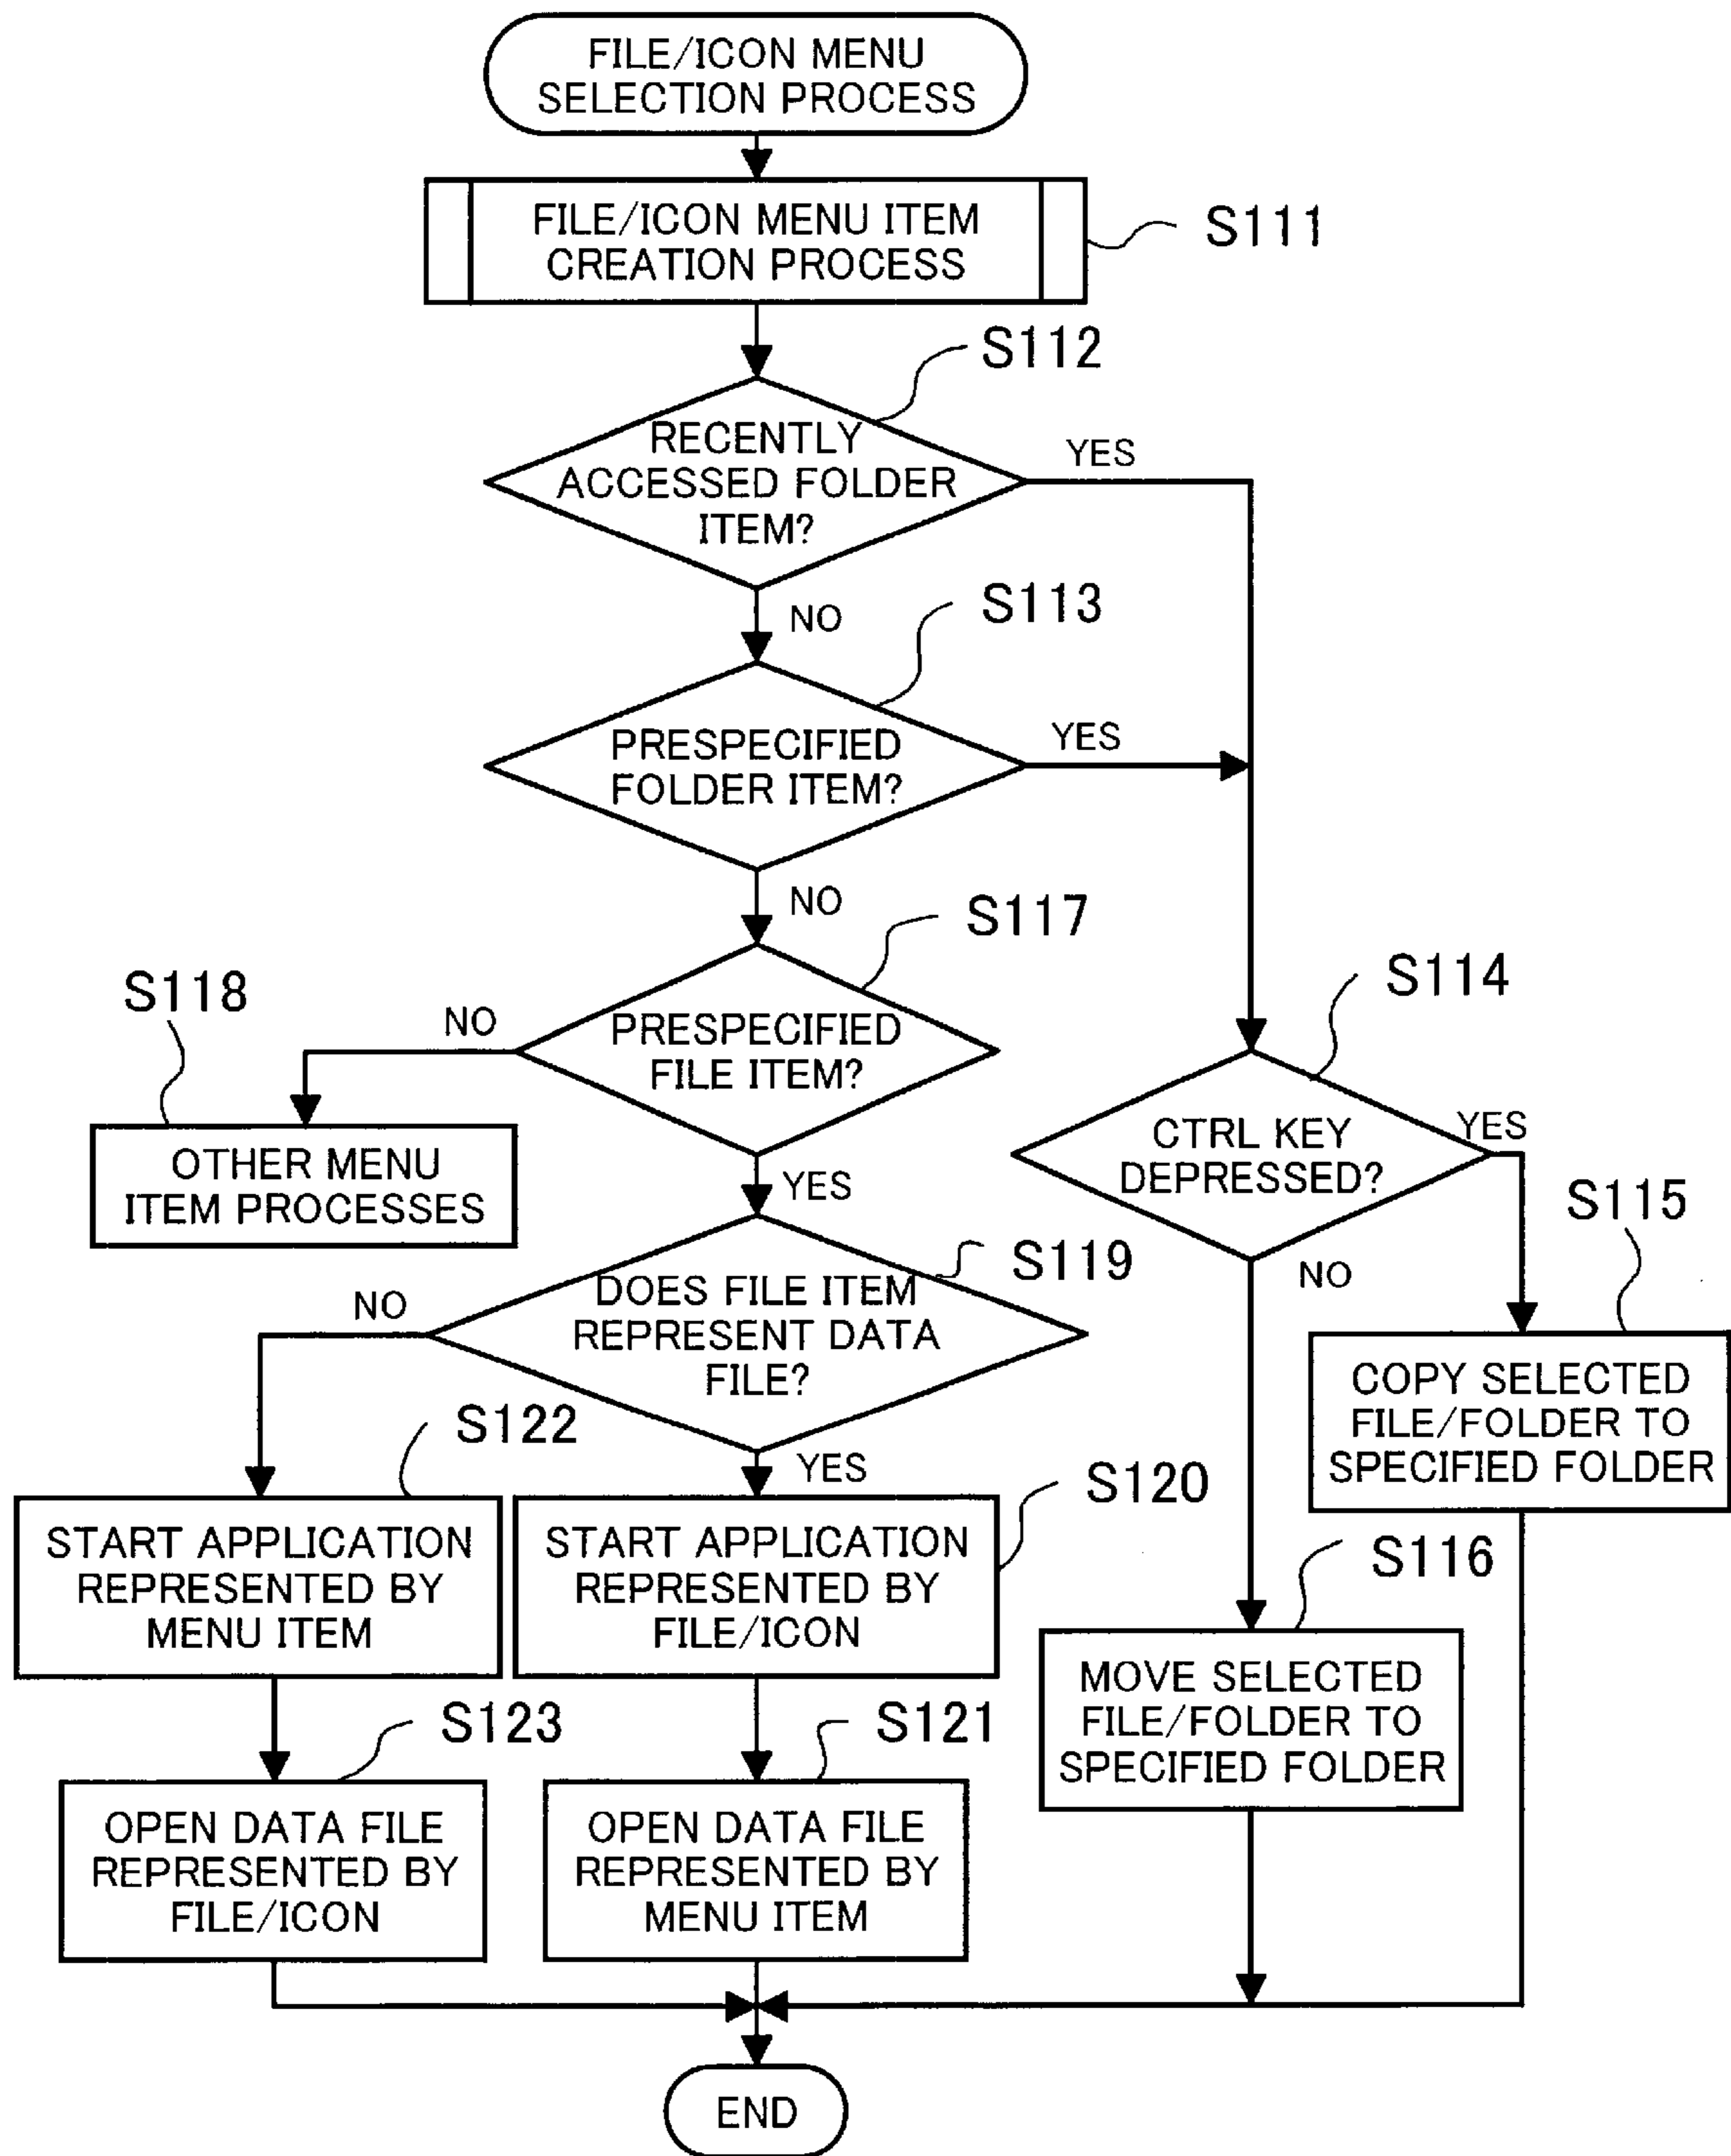 FILE/ICON MENU
SELECTION PROCESS
FILE/ICON MENU ITEM
CREATION PROCESS
S111
S112
RECENTLY
ACCESSED FOLDER
ITEM?
YES
NO
S113
PRESPECIFIED
FOLDER ITEM?
YES
NO
S117
PRESPECIFIED
FILE ITEM?
NO
S118
OTHER MENU
ITEM PROCESSES
YES
S114
CTRL KEY
DEPRESSED?
YES
NO
S115
COPY SELECTED
FILE/FOLDER TO
SPECIFIED FOLDER
S119
DOES FILE ITEM
REPRESENT DATA
FILE?
NO
YES
S122
START APPLICATION
REPRESENTED BY
MENU ITEM
S120
START APPLICATION
REPRESENTED BY
FILE/ICON
S116
MOVE SELECTED
FILE/FOLDER TO
SPECIFIED FOLDER
S123
OPEN DATA FILE
REPRESENTED BY
FILE/ICON
S121
OPEN DATA FILE
REPRESENTED BY
MENU ITEM
END